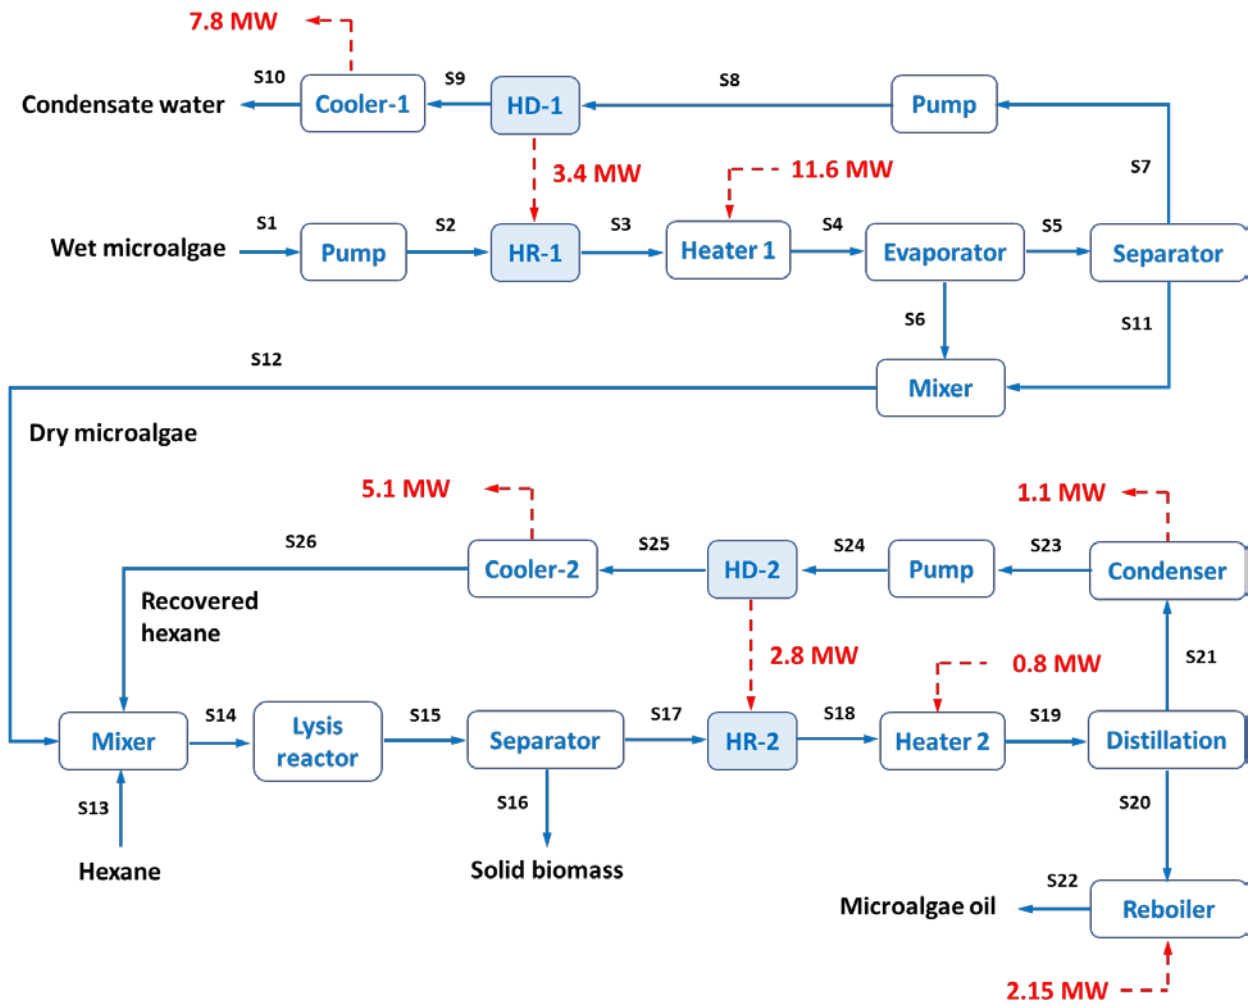 7.8 MW
S10
S9
S8
Condensate water
Cooler-1
HD-1
Pump
3.4 MW
11.6 MW
S7
S1
S2
S3
S4
S5
Wet microalgae
Pump
HR-1
Heater 1
Evaporator
Separator
S6
S11
S12
Mixer
Dry microalgae
5.1 MW
1.1 MW
S26
S25
S24
S23
Cooler-2
HD-2
Pump
Condenser
Recovered
hexane
2.8 MW
0.8 MW
S21
S14
S15
S17
S18
S19
Mixer
Lysis
reactor
Separator
HR-2
Heater 2
Distillation
S13
S16
S20
Hexane
Solid biomass
S22
Microalgae oil
Reboiler
2.15 MW